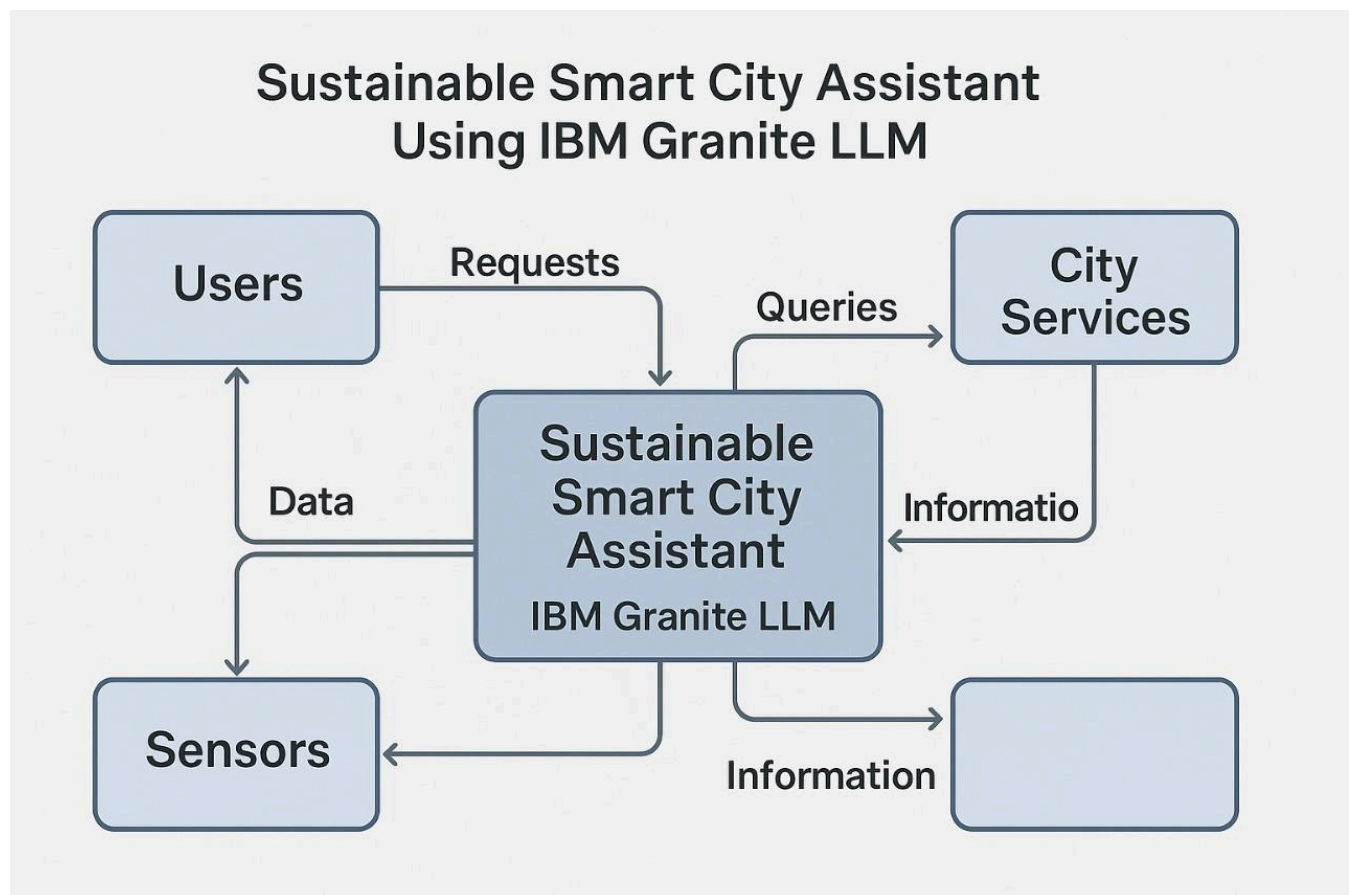 Sustainable Smart City Assistant
Using IBM Granite LLM
Users
Requests
Queries
City
Services
Sustainable
Smart City
Assistant
IBM Granite LLM
Data
Informatio
Sensors
Information